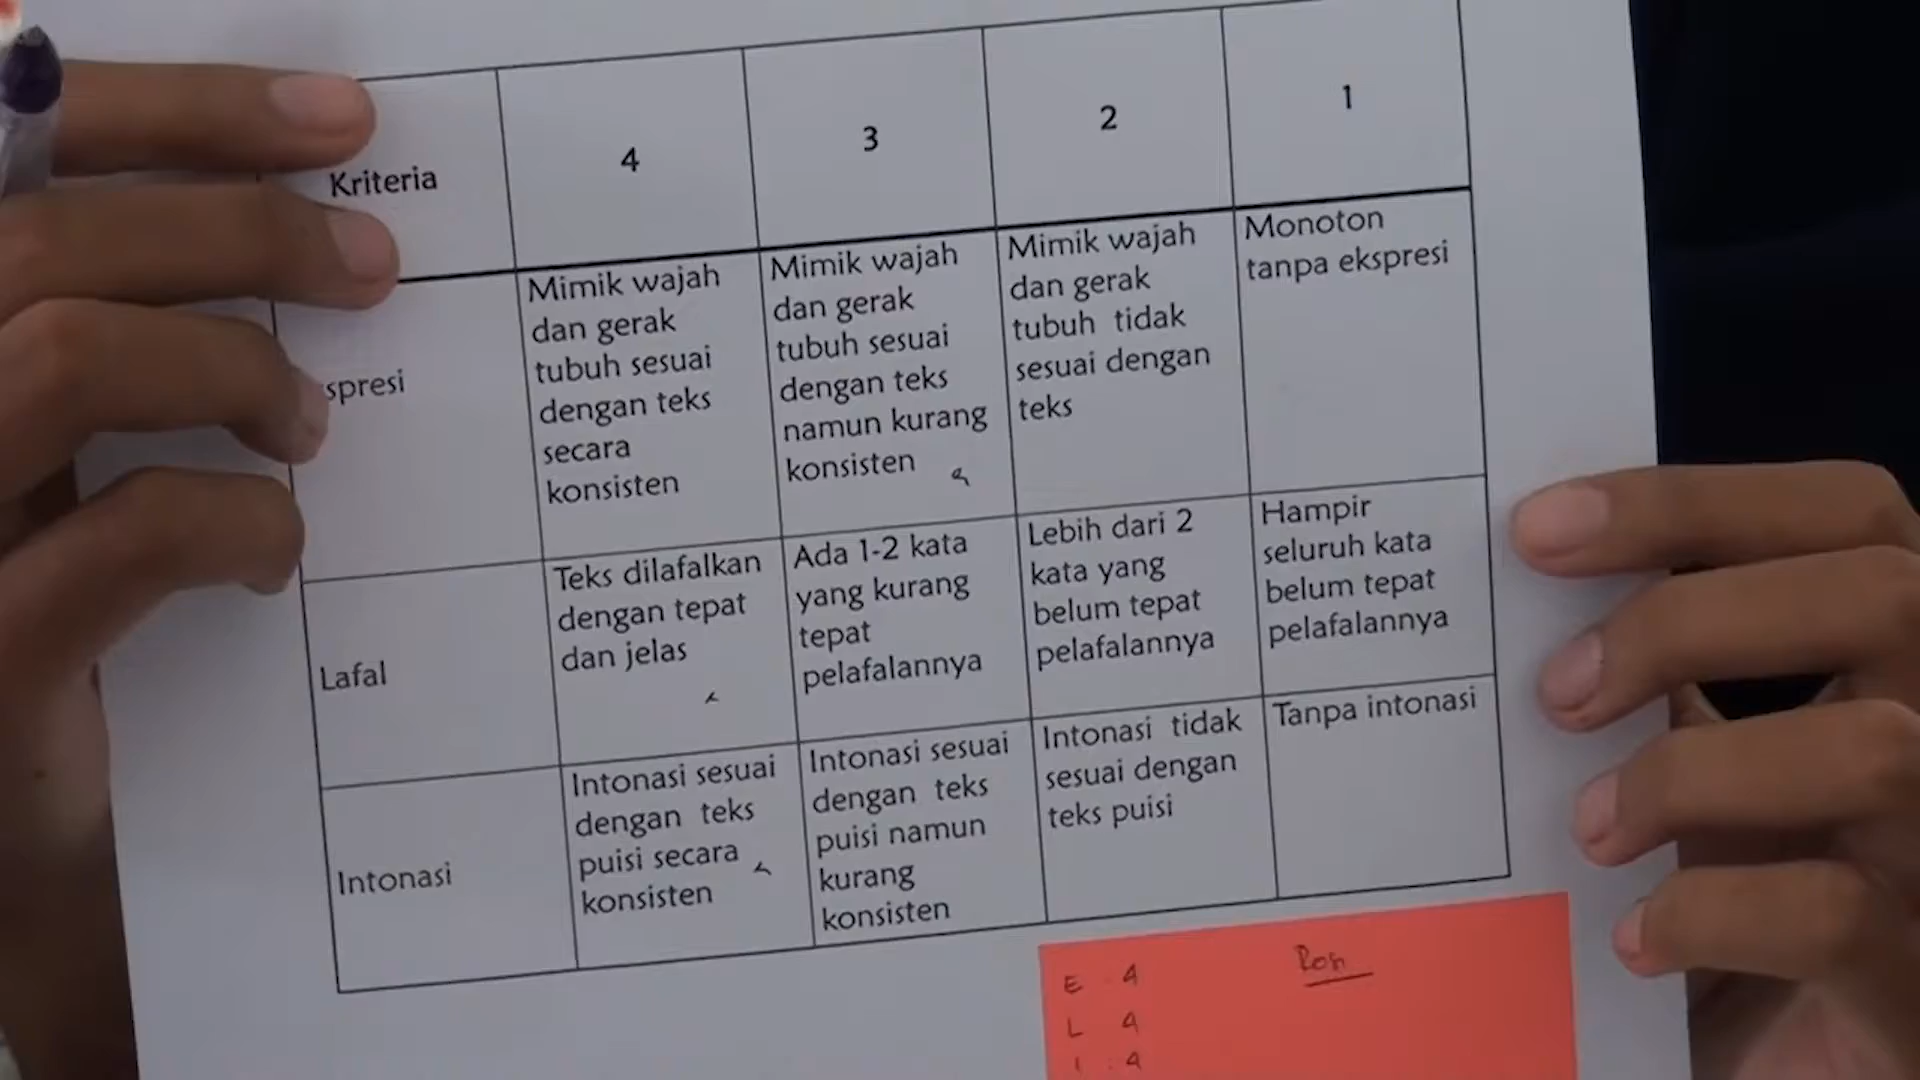 Kriteria
4
3
2
1
spresi
Mimik wajah
dan gerak
tubuh sesuai
dengan teks
secara
konsisten
Mimik wajah
dan gerak
tubuh sesuai
dengan teks
namun kurang
konsisten
Mimik wajah
dan gerak
tubuh tidak
sesuai dengan
teks
Monoton
tanpa ekspresi
Lafal
Teks dilafalkan
dengan tepat
dan jelas
Ada 1-2 kata
yang kurang
tepat
pelafalannya
Lebih dari 2
kata yang
belum tepat
pelafalannya
Hampir
seluruh kata
belum tepat
pelafalannya
Intonasi
Intonasi sesuai
dengan teks
puisi secara
konsisten
Intonasi sesuai
dengan teks
puisi namun
kurang
konsisten
Intonasi tidak
sesuai dengan
teks puisi
Tanpa intonasi
E 4
L 4
I 4